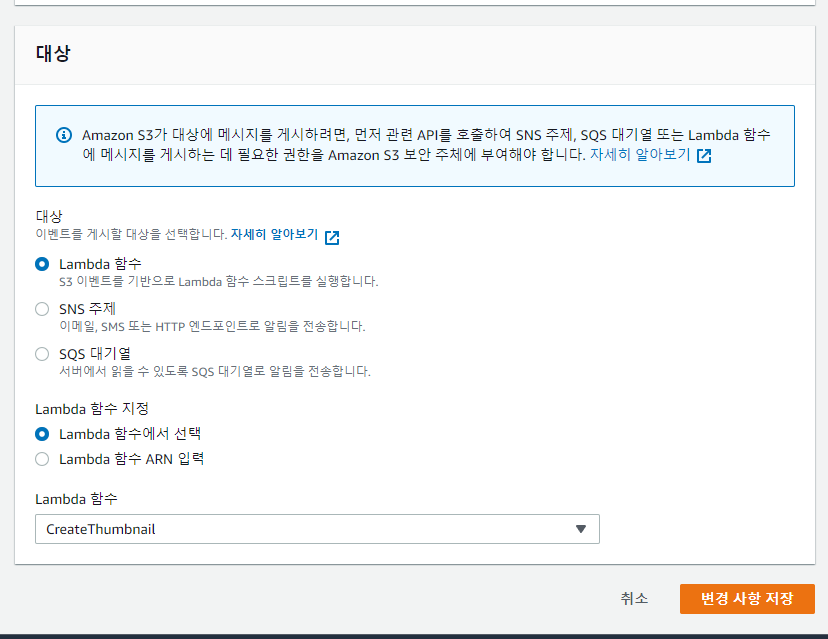 대상
Amazon S3가 대상에 메시지를 게시하려면, 먼저 관련 API를 호출하여 SNS 주제, SQS 대기열 또는 Lambda 함수
에 메시지를 게시하는 데 필요한 권한을 Amazon S3 보안 주체에 부여해야 합니다. 자세히 알아보기
대상
이벤트를 게시할 대상을 선택합니다. 자세히 알아보기
Lambda 함수
S3 이벤트를 기반으로 Lambda 함수 스크립트를 실행합니다.
SNS 주제
이메일, SMS 또는 HTTP 엔드포인트로 알림을 전송합니다.
SQS 대기열
서버에서 읽을 수 있도록 SQS 대기열로 알림을 전송합니다.
Lambda 함수 지정
Lambda 함수에서 선택
Lambda 함수 ARN 입력
Lambda 함수
CreateThumbnail
취소
변경 사항 저장